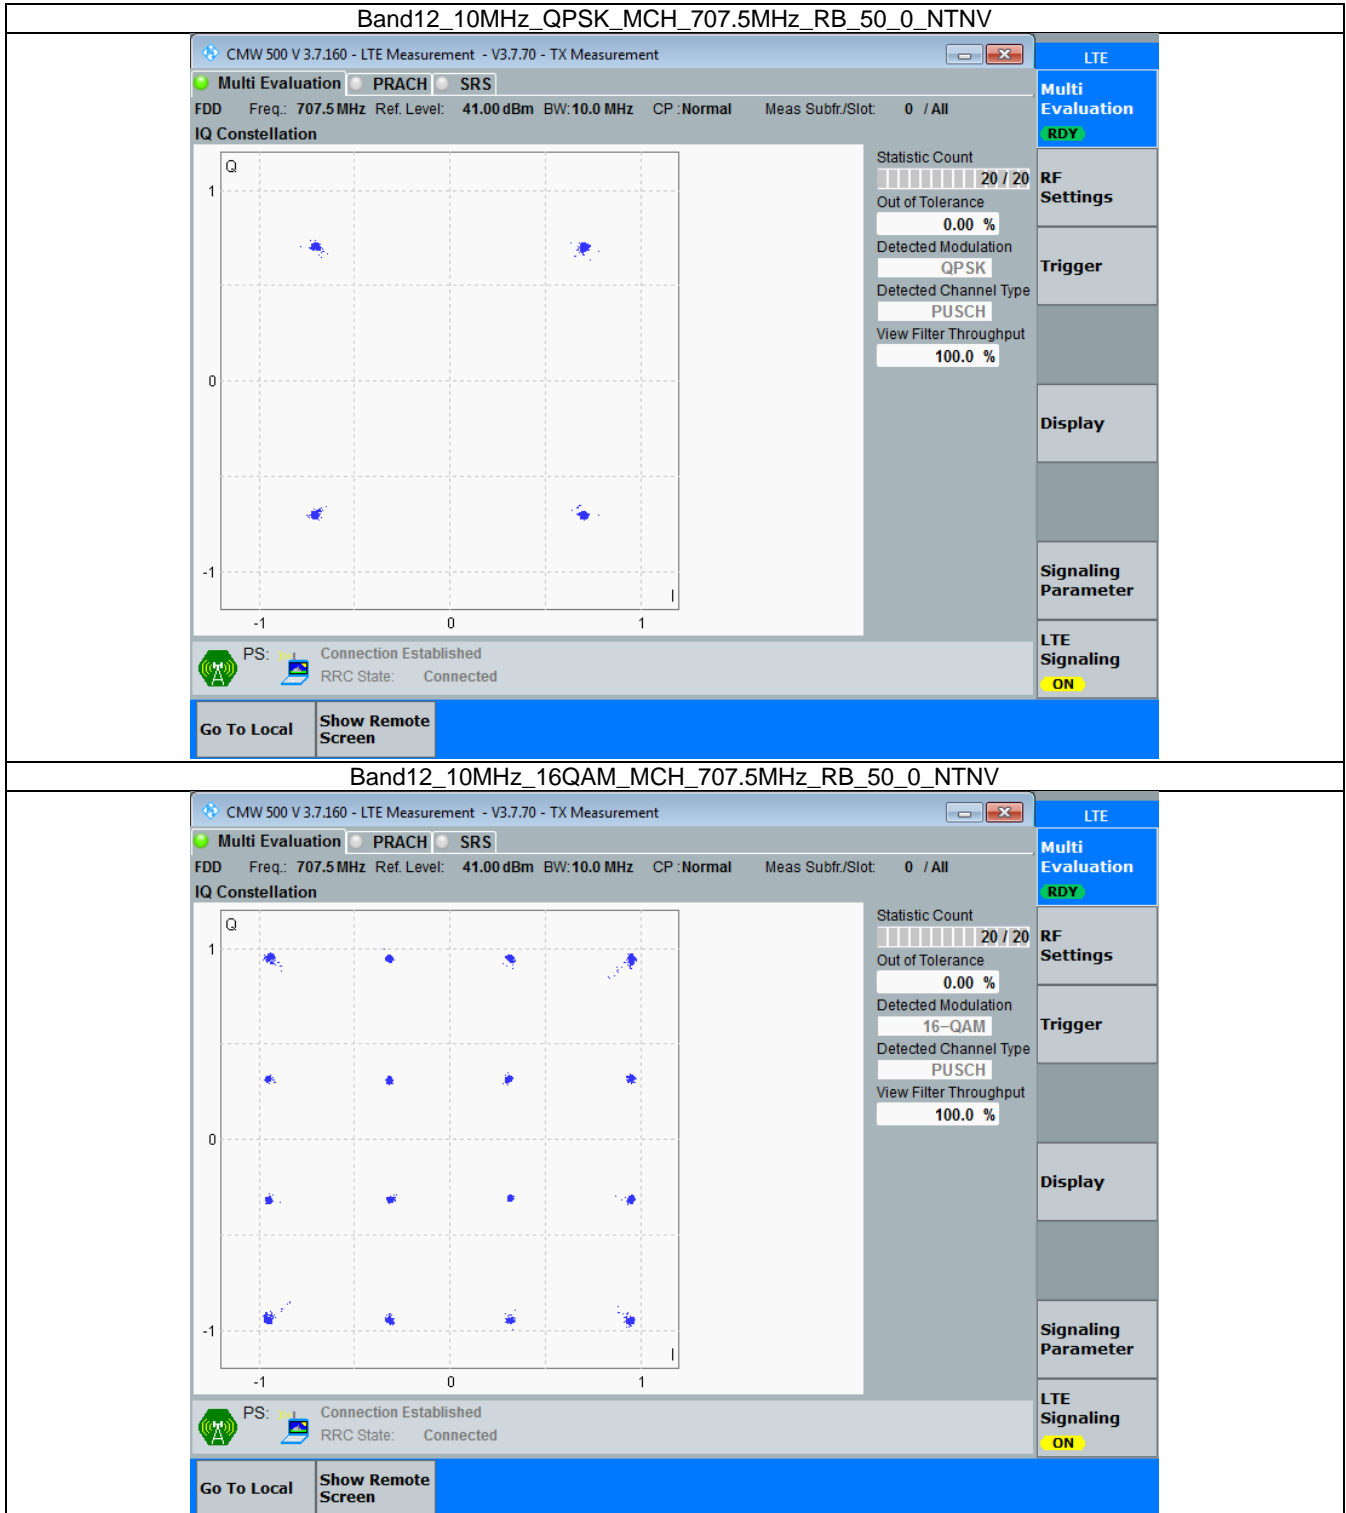 Band12_10MHz_QPSK_MCH_707.5MHz_RB_50_0_NTNV
CMW 500 V 3.7.160 - LTE Measurement - V3.7.70 - TX Measurement
LTE
Multi Evaluation PRACH SRS
FDD Freq.: 707.5 MHz Ref. Level: 41.00 dBm BW: 10.0 MHz CP : Normal Meas Subfr./Slot: 0 / All
IQ Constellation
Q
1
0
-1
I
-1 0 1
Statistic Count
20 / 20
Out of Tolerance
0.00 %
Detected Modulation
QPSK
Detected Channel Type
PUSCH
View Filter Throughput
100.0 %
Multi
Evaluation
RDY
RF
Settings
Trigger
Display
Signaling
Parameter
LTE
Signaling
ON
PS: Connection Established
RRC State: Connected
Go To Local
Show Remote
Screen
Band12_10MHz_16QAM_MCH_707.5MHz_RB_50_0_NTNV
CMW 500 V 3.7.160 - LTE Measurement - V3.7.70 - TX Measurement
LTE
Multi Evaluation PRACH SRS
FDD Freq.: 707.5 MHz Ref. Level: 41.00 dBm BW: 10.0 MHz CP : Normal Meas Subfr./Slot: 0 / All
IQ Constellation
Q
1
0
-1
I
-1 0 1
Statistic Count
20 / 20
Out of Tolerance
0.00 %
Detected Modulation
16–QAM
Detected Channel Type
PUSCH
View Filter Throughput
100.0 %
Multi
Evaluation
RDY
RF
Settings
Trigger
Display
Signaling
Parameter
LTE
Signaling
ON
PS: Connection Established
RRC State: Connected
Go To Local
Show Remote
Screen